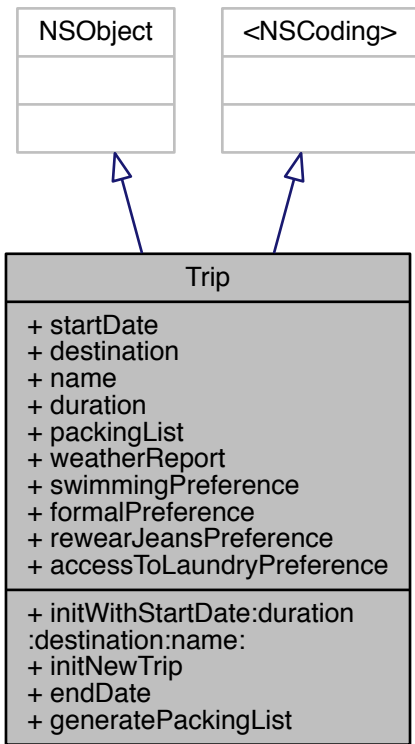 NSObject
<NSCoding>
Trip
+ startDate
+ destination
+ name
+ duration
+ packingList
+ weatherReport
+ swimmingPreference
+ formalPreference
+ rewearJeansPreference
+ accessToLaundryPreference
+ initWithStartDate:duration
:destination:name:
+ initNewTrip
+ endDate
+ generatePackingList